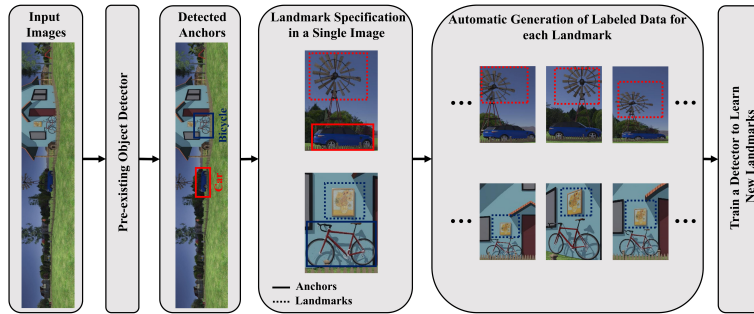 Input
Images
Pre-existing Object Detector
Detected
Anchors
Bicycle
Car
Landmark Specification
in a Single Image
Anchors
Landmarks
Automatic Generation of Labeled Data for
each Landmark
Train a Detector to Learn
New Landmarks